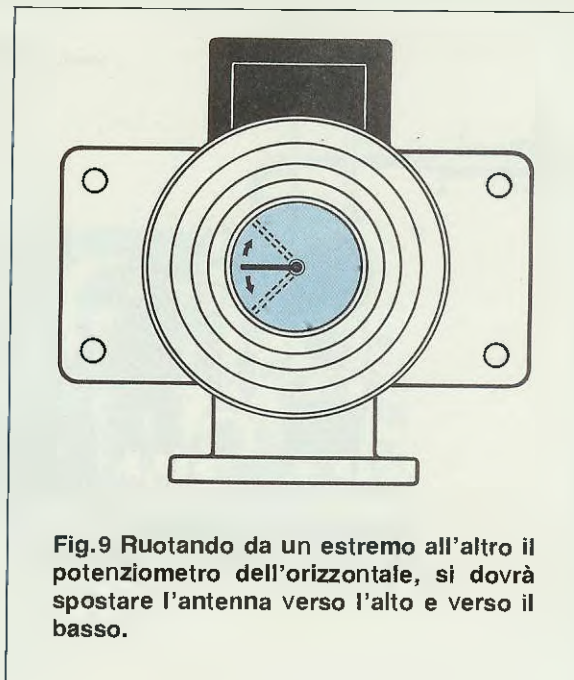 Fig.9 Ruotando da un estremo all'altro il
potenziometro dell'orizzontale, si dovrà
spostare l'antenna verso l'alto e verso il
basso.